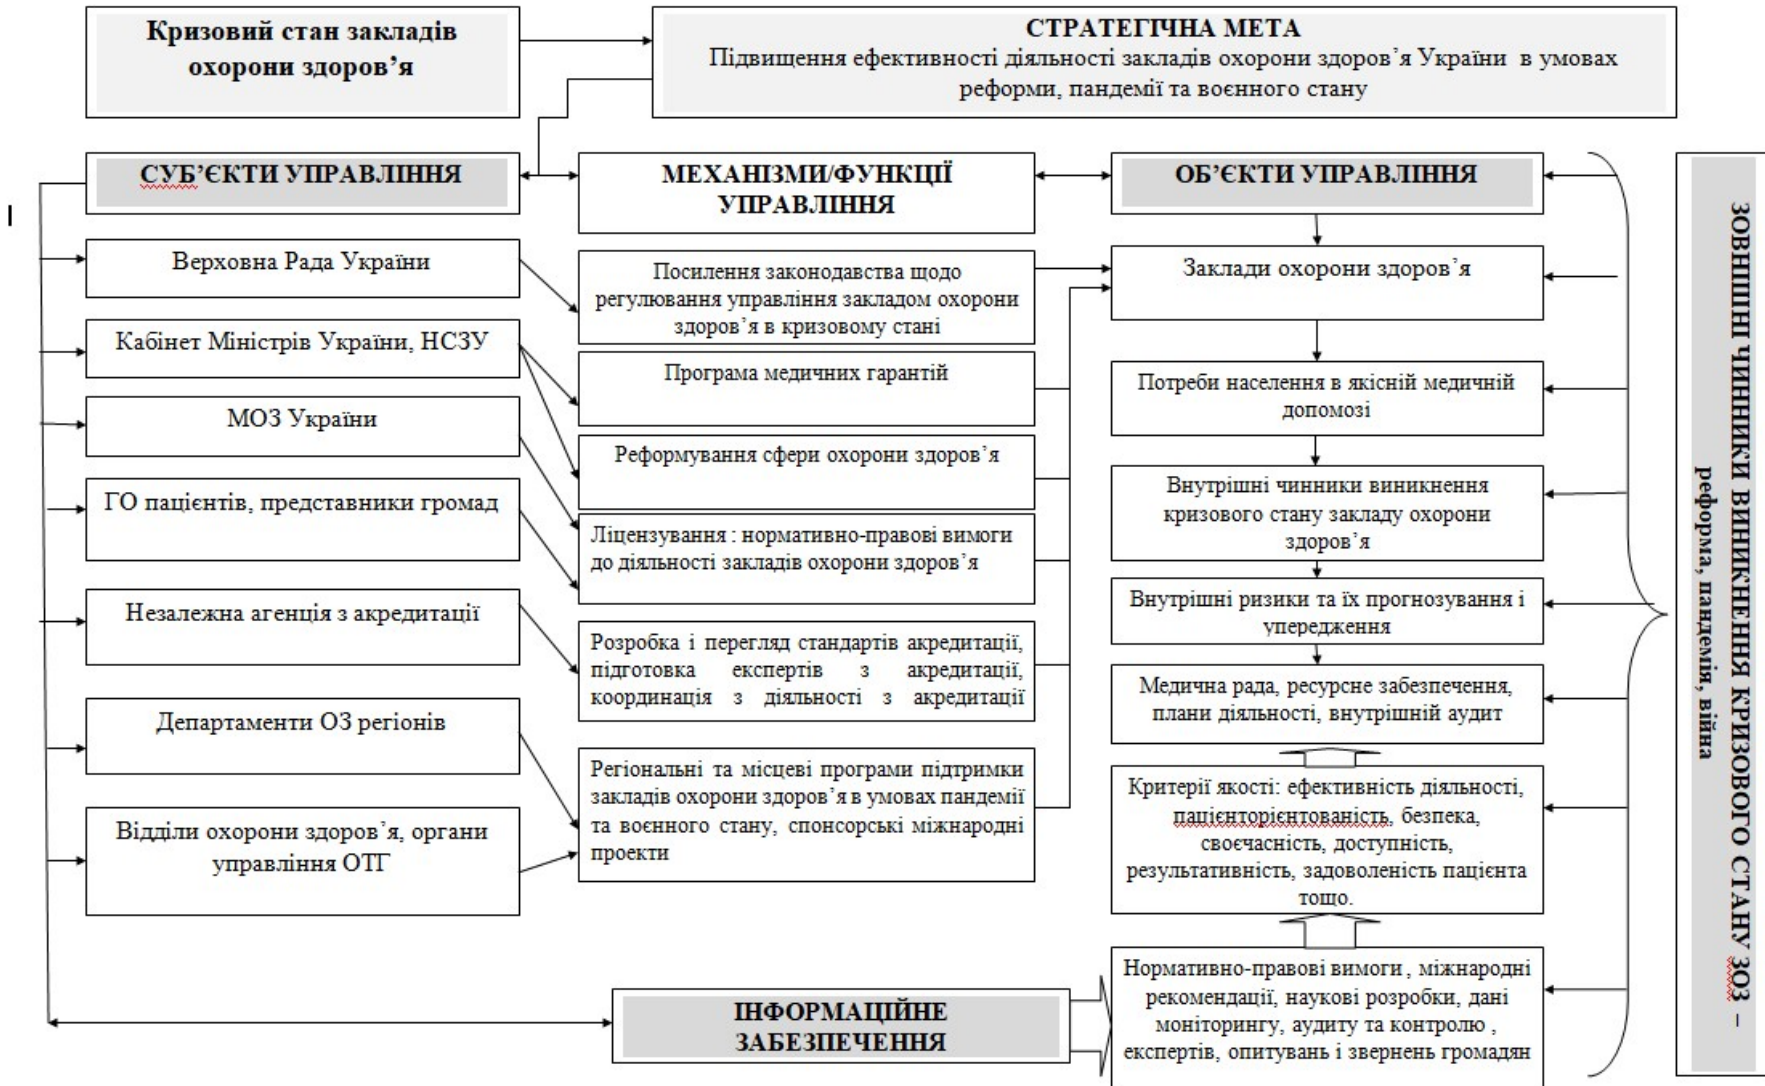 Кризовий стан закладів
охорони здоров’я
СТРАТЕГІЧНА МЕТА
Підвищення ефективності діяльності закладів охорони здоров’я України в умовах
реформи, пандемії та воєнного стану
СУБ’ЄКТИ УПРАВЛІННЯ
Верховна Рада України
Кабінет Міністрів України, НСЗУ
МОЗ України
ГО пацієнтів, представники громад
Незалежна агенція з акредитації
Департаменти ОЗ регіонів
Відділи охорони здоров’я, органи
управління ОТГ
МЕХАНІЗМИ/ФУНКЦІЇ
УПРАВЛІННЯ
Посилення законодавства щодо
регулювання управління закладом охорони
здоров’я в кризовому стані
Програма медичних гарантій
Реформування сфери охорони здоров’я
Ліцензування : нормативно-правові вимоги
до діяльності закладів охорони здоров’я
Розробка і перегляд стандартів акредитації,
підготовка експертів з акредитації,
координація з діяльності з акредитації
Регіональні та місцеві програми підтримки
закладів охорони здоров’я в умовах пандемії
та воєнного стану, спонсорські міжнародні
проекти
ОБ’ЄКТИ УПРАВЛІННЯ
Заклади охорони здоров’я
Потреби населення в якісній медичній
допомозі
Внутрішні чинники виникнення
кризового стану закладу охорони
здоров’я
Внутрішні ризики та їх прогнозування і
упередження
Медична рада, ресурсне забезпечення,
плани діяльності, внутрішній аудит
Критерії якості: ефективність діяльності,
пацієнторієнтованість, безпека,
своєчасність, доступність,
результативність, задоволеність пацієнта
тощо.
Нормативно-правові вимоги , міжнародні
рекомендації, наукові розробки, дані
моніторингу, аудиту та контролю ,
експертів, опитувань і звернень громадян
ІНФОРМАЦІЙНЕ
ЗАБЕЗПЕЧЕННЯ
ЗОВНІШНІ ЧИННИКИ ВИНИКНЕННЯ КРИЗОВОГО СТАНУ ЗОЗ –
реформа, пандемія, війна